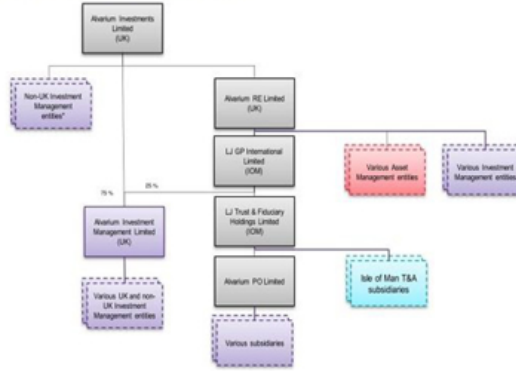 Alvarium Investments
Limited
(UK)
Non-UK Investment
Management
entities*
Alvarium RE Limited
(UK)
LJ GP International
Limited
(IOM)
Various Asset
Management entities
Various Investment
Management entities
75 %
25 %
Alvarium Investment
Management Limited
(UK)
LJ Trust & Fiduciary
Holdings Limited
(IOM)
Various UK and non-
UK Investment
Management entities
Alvarium PO Limited
Isle of Man T&A
subsidiaries
Various subsidiaries